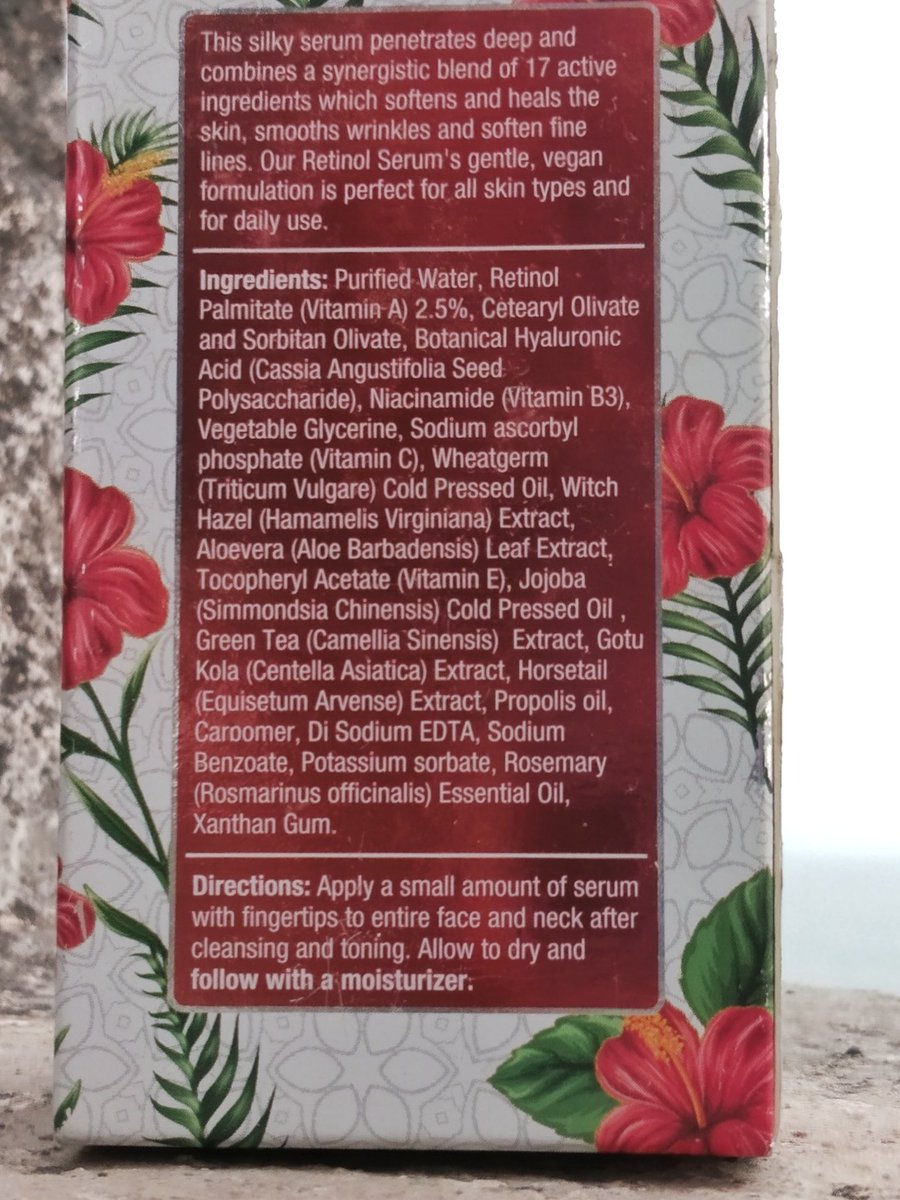 This silky serum penetrates deep and
combines a synergistic blend of 17 active
ingredients which softens and heals the
skin, smooths wrinkles and soften fine
lines. Our Retinol Serum's gentle, vegan
formulation is perfect for all skin types and
for daily use.
Ingredients: Purified Water, Retinol
Palmitate (Vitamin A) 2.5%, Cetearyl Olivate
and Sorbitan Olivate, Botanical Hyaluronic
Acid (Cassia Angustifolia Seed
Polysaccharide), Niacinamide (Vitamin B3),
Vegetable Glycerine, Sodium ascorbyl
phosphate (Vitamin C), Wheatgerm
(Triticum Vulgare) Cold Pressed Oil, Witch
Hazel (Hamamelis Virginiana) Extract,
Aloevera (Aloe Barbadensis) Leaf Extract,
Tocopheryl Acetate (Vitamin E), Jojoba
(Simmondsia Chinensis) Cold Pressed Oil ,
Green Tea (Camellia Sinensis) Extract, Gotu
Kola (Centella Asiatica) Extract, Horsetail
(Equisetum Arvense) Extract, Propolis oil,
Carbomer, Di Sodium EDTA, Sodium
Benzoate, Potassium sorbate, Rosemary
(Rosmarinus officinalis) Essential Oil,
Xanthan Gum.
Directions: Apply a small amount of serum
with fingertips to entire face and neck after
cleansing and toning. Allow to dry and
follow with a moisturizer.